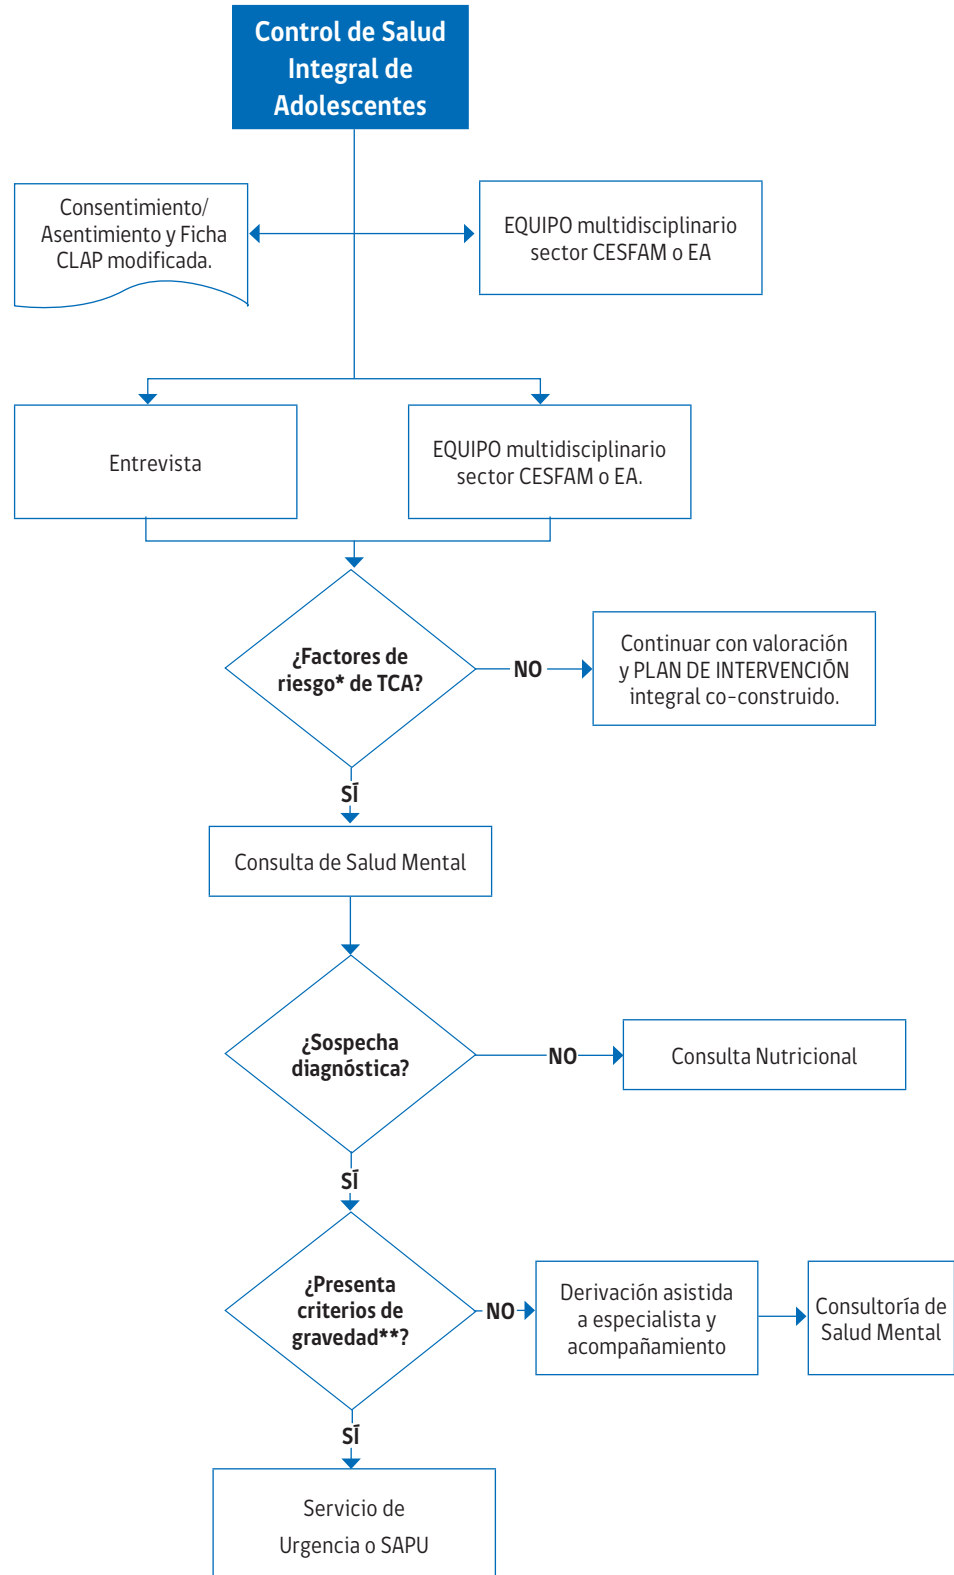 Control de Salud
Integral de
Adolescentes
Consentimiento/
Asentimiento y Ficha
CLAP modificada.
EQUIPO multidisciplinario
sector CESFAM o EA
Entrevista
EQUIPO multidisciplinario
sector CESFAM o EA.
¿Factores de
riesgo* de TCA?
NO
Continuar con valoración
y PLAN DE INTERVENCIÓN
integral co-construido.
SÍ
Consulta de Salud Mental
¿Sospecha
diagnóstica?
NO
Consulta Nutricional
SÍ
¿Presenta
criterios de
gravedad**?
NO
Derivación asistida
a especialista y
acompañamiento
Consultoría de
Salud Mental
SÍ
Servicio de
Urgencia o SAPU